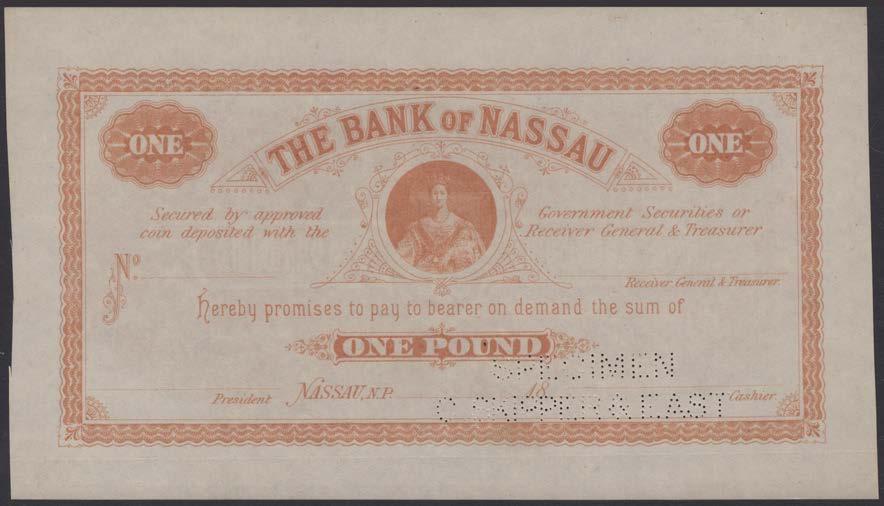 THE BANK OF NASSAU
ONE ONE
Secured by approved Government Securities or
coin deposited with the Receiver General & Treasurer
No.
Receiver General & Treasurer.
hereby promises to pay to bearer on demand the sum of
ONE POUND
SPECIMEN
President NASSAU, N.P. 18 Cashier.
C. SKIPPER & EAST